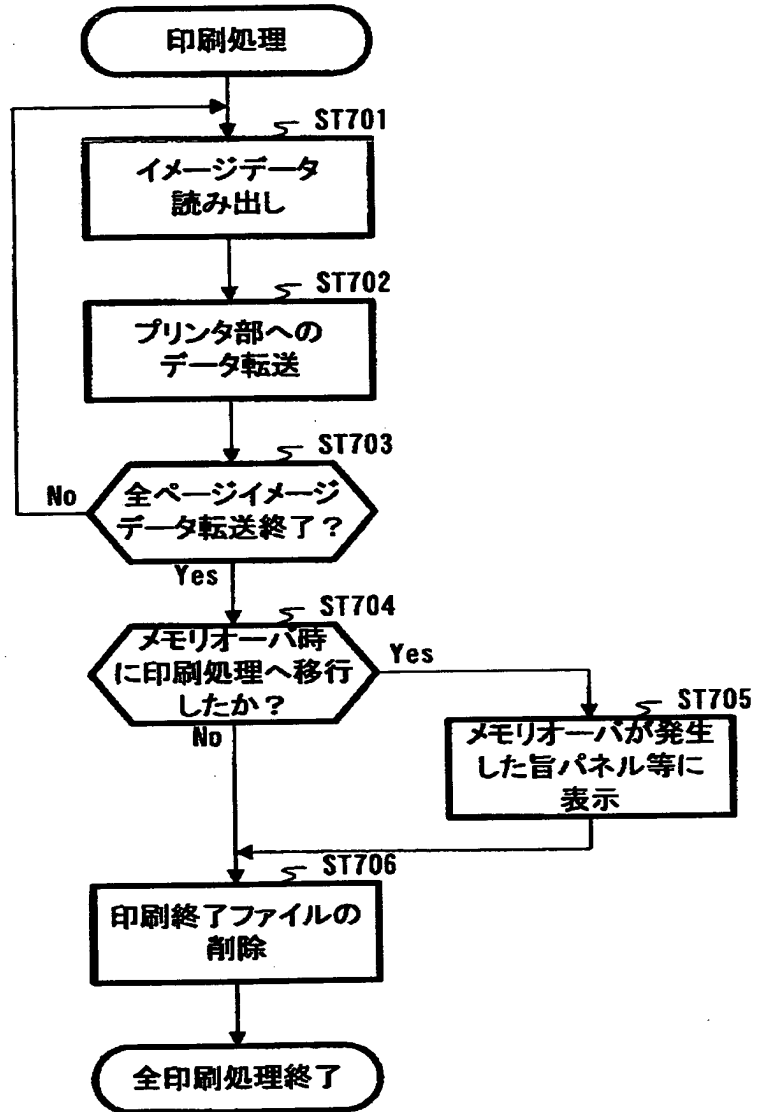 印刷処理
ST701
イメージデータ
読み出し
ST702
プリンタ部への
データ転送
ST703
全ページイメージ
データ転送終了？
No
Yes
ST704
メモリオーバ時
に印刷処理へ移行
したか？
Yes
No
ST705
メモリオーバが発生
した旨パネル等に
表示
ST706
印刷終了ファイルの
削除
全印刷処理終了